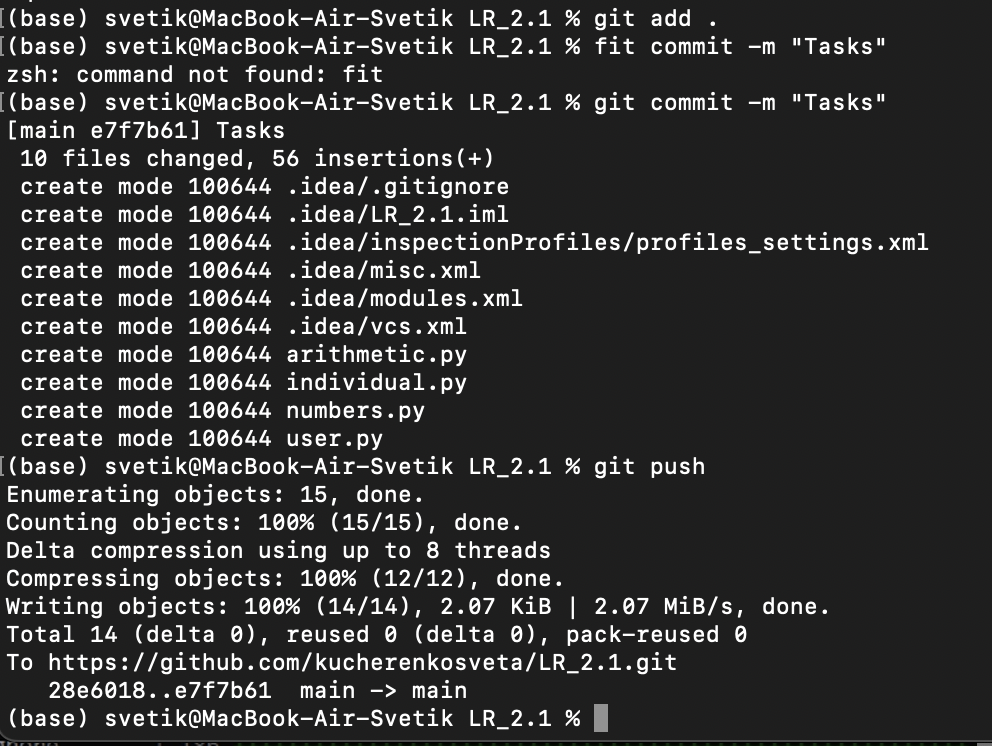 [(base) svetik@MacBook-Air-Svetik LR_2.1 % git add .
[(base) svetik@MacBook-Air-Svetik LR_2.1 % fit commit -m "Tasks"
zsh: command not found: fit
[(base) svetik@MacBook-Air-Svetik LR_2.1 % git commit -m "Tasks"
[main e7f7b61] Tasks
 10 files changed, 56 insertions(+)
 create mode 100644 .idea/.gitignore
 create mode 100644 .idea/LR_2.1.iml
 create mode 100644 .idea/inspectionProfiles/profiles_settings.xml
 create mode 100644 .idea/misc.xml
 create mode 100644 .idea/modules.xml
 create mode 100644 .idea/vcs.xml
 create mode 100644 arithmetic.py
 create mode 100644 individual.py
 create mode 100644 numbers.py
 create mode 100644 user.py
[(base) svetik@MacBook-Air-Svetik LR_2.1 % git push
Enumerating objects: 15, done.
Counting objects: 100% (15/15), done.
Delta compression using up to 8 threads
Compressing objects: 100% (12/12), done.
Writing objects: 100% (14/14), 2.07 KiB | 2.07 MiB/s, done.
Total 14 (delta 0), reused 0 (delta 0), pack-reused 0
To https://github.com/kucherenkosveta/LR_2.1.git
   28e6018..e7f7b61  main -> main
(base) svetik@MacBook-Air-Svetik LR_2.1 %